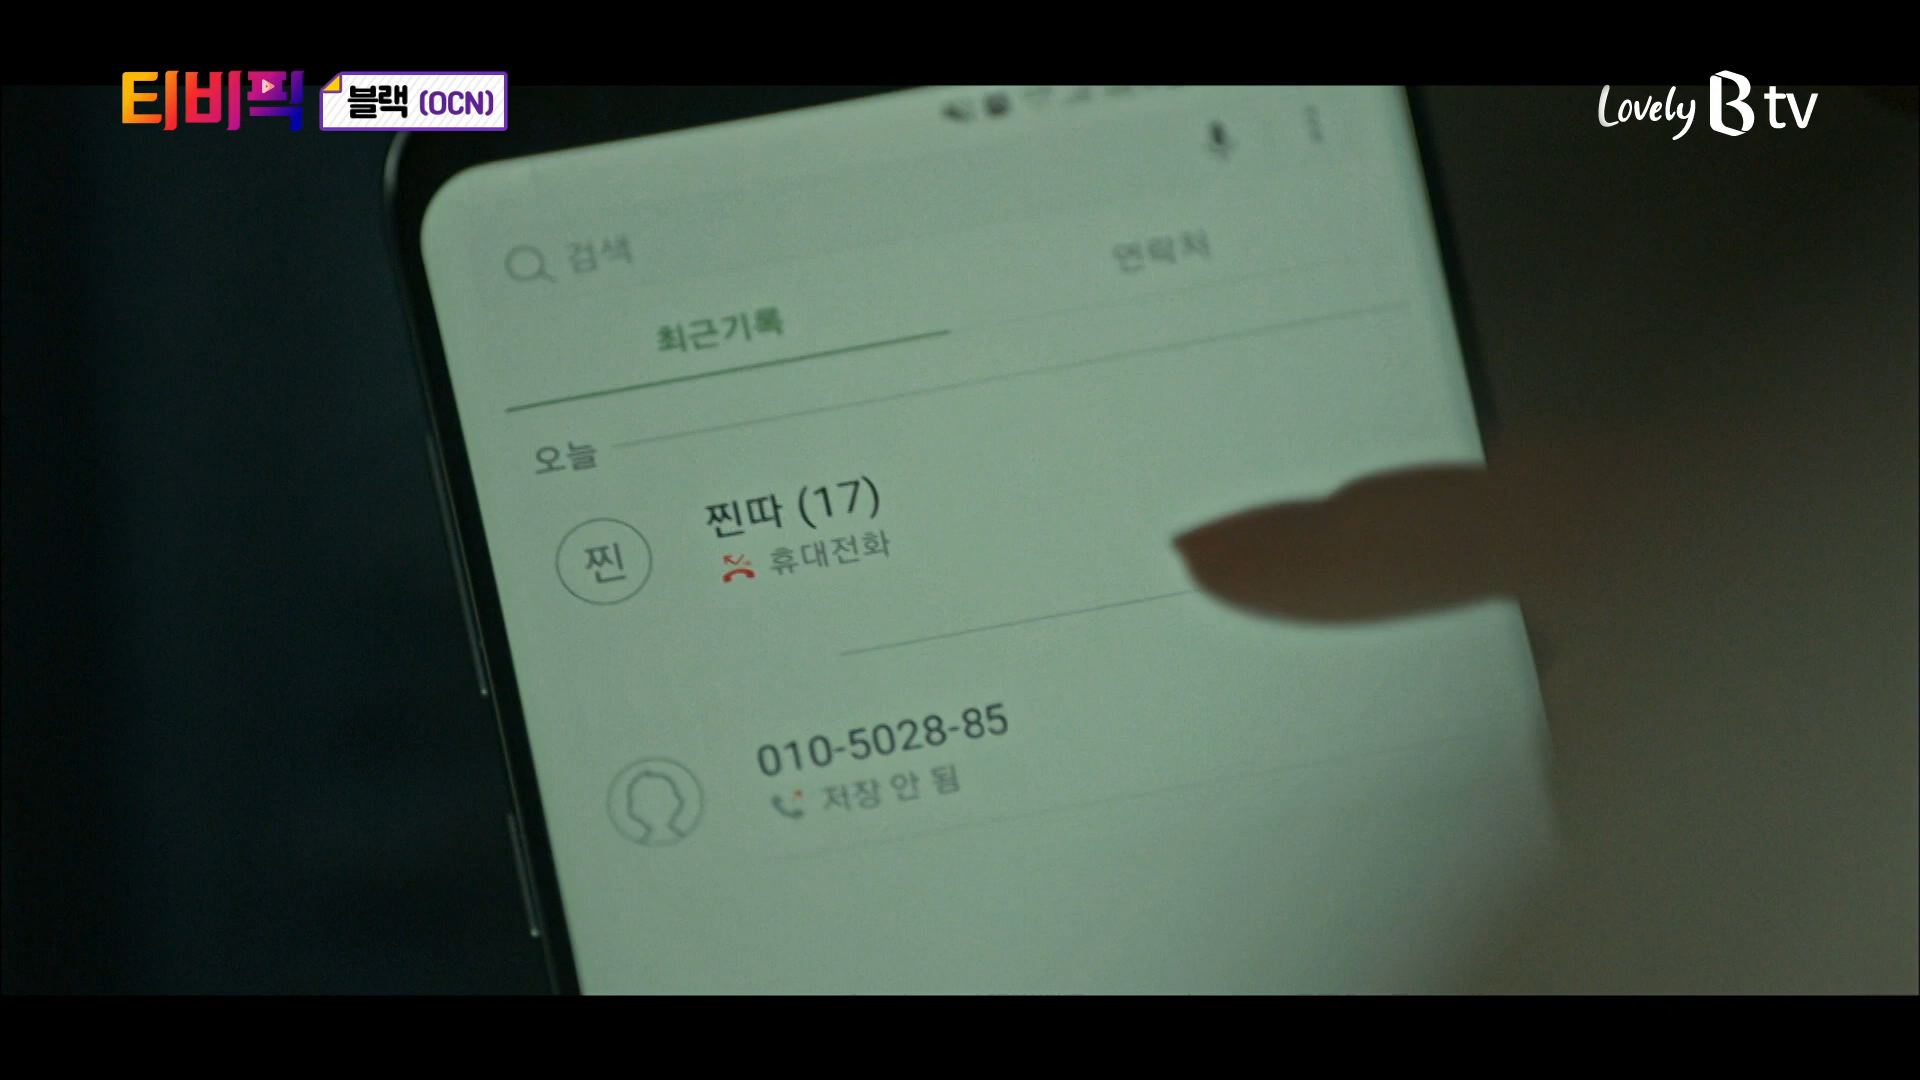 티비픽 블랙 (OCN)
Lovely B tv
검색
최근기록
연락처
오늘
찐
찐따 (17)
휴대전화
010-5028-85
저장 안 됨